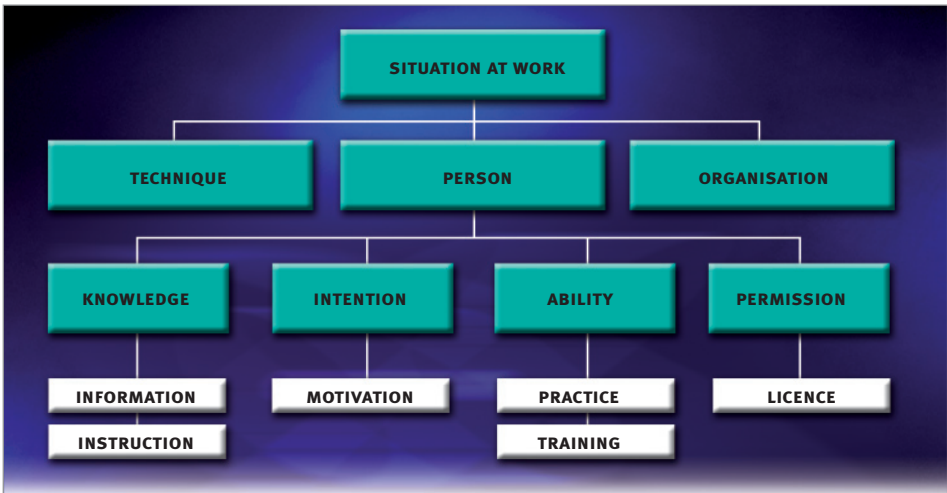 SITUATION AT WORK
TECHNIQUE
PERSON
ORGANISATION
KNOWLEDGE
INTENTION
ABILITY
PERMISSION
INFORMATION
MOTIVATION
PRACTICE
LICENCE
INSTRUCTION
TRAINING